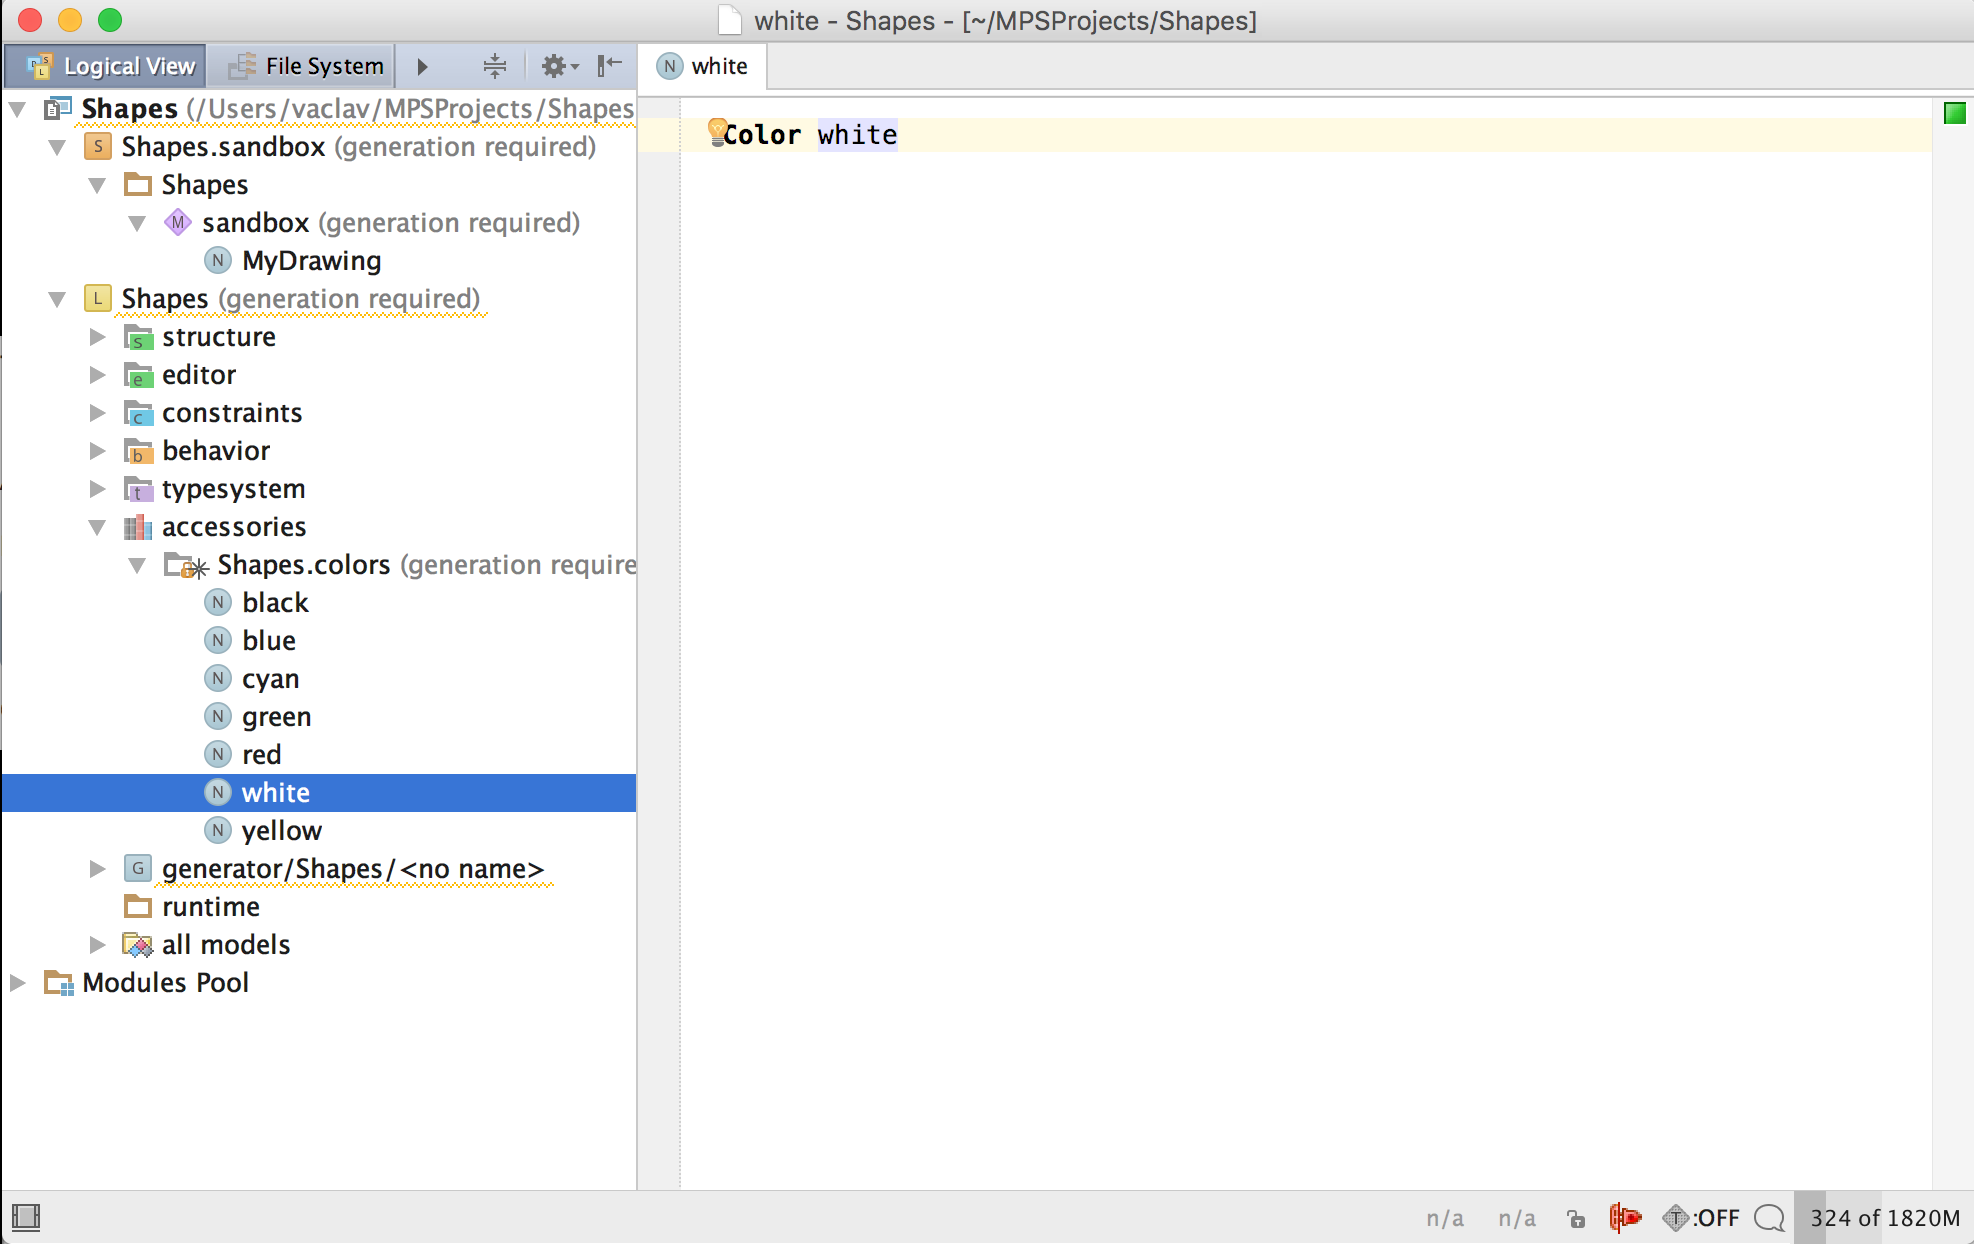 white - Shapes - [~/MPSProjects/Shapes]
Logical View File System
N white
Shapes (/Users/vaclav/MPSProjects/Shapes
S Shapes.sandbox (generation required)
Shapes
M sandbox (generation required)
N MyDrawing
L Shapes (generation required)
s structure
e editor
c constraints
b behavior
t typesystem
accessories
Shapes.colors (generation require
N black
N blue
N cyan
N green
N red
N white
N yellow
G generator/Shapes/<no name>
runtime
all models
Modules Pool
Color white
n/a n/a T :OFF 324 of 1820M